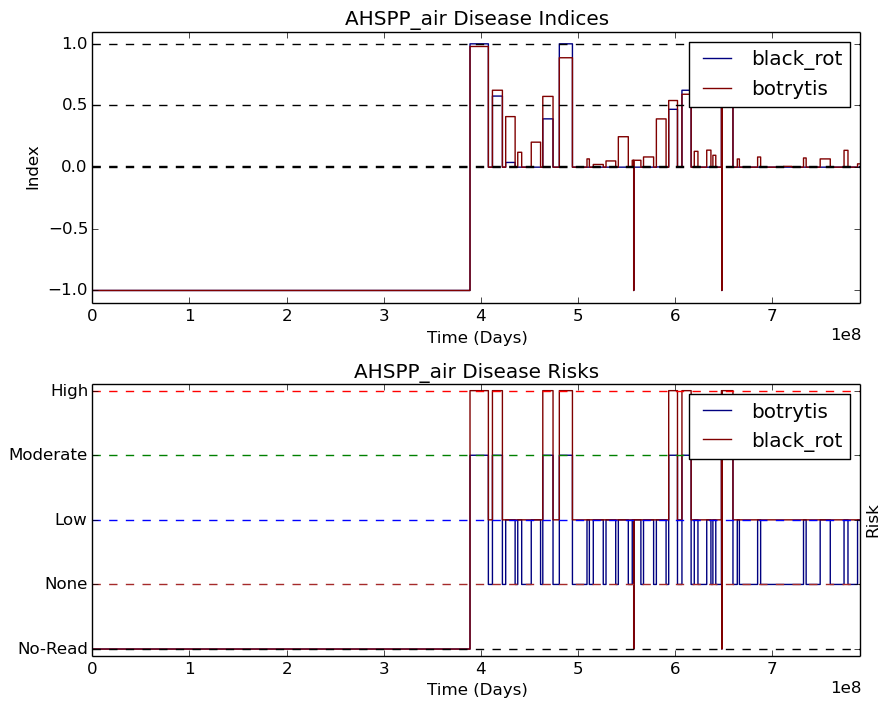 AHSPP_air Disease Indices
1.0
0.5
0.0
−0.5
−1.0
Index
black_rot
botrytis
0 1 2 3 4 5 6 7
1e8
Time (Days)
AHSPP_air Disease Risks
High
Moderate
Low
None
No-Read
botrytis
black_rot
Risk
0 1 2 3 4 5 6 7
1e8
Time (Days)